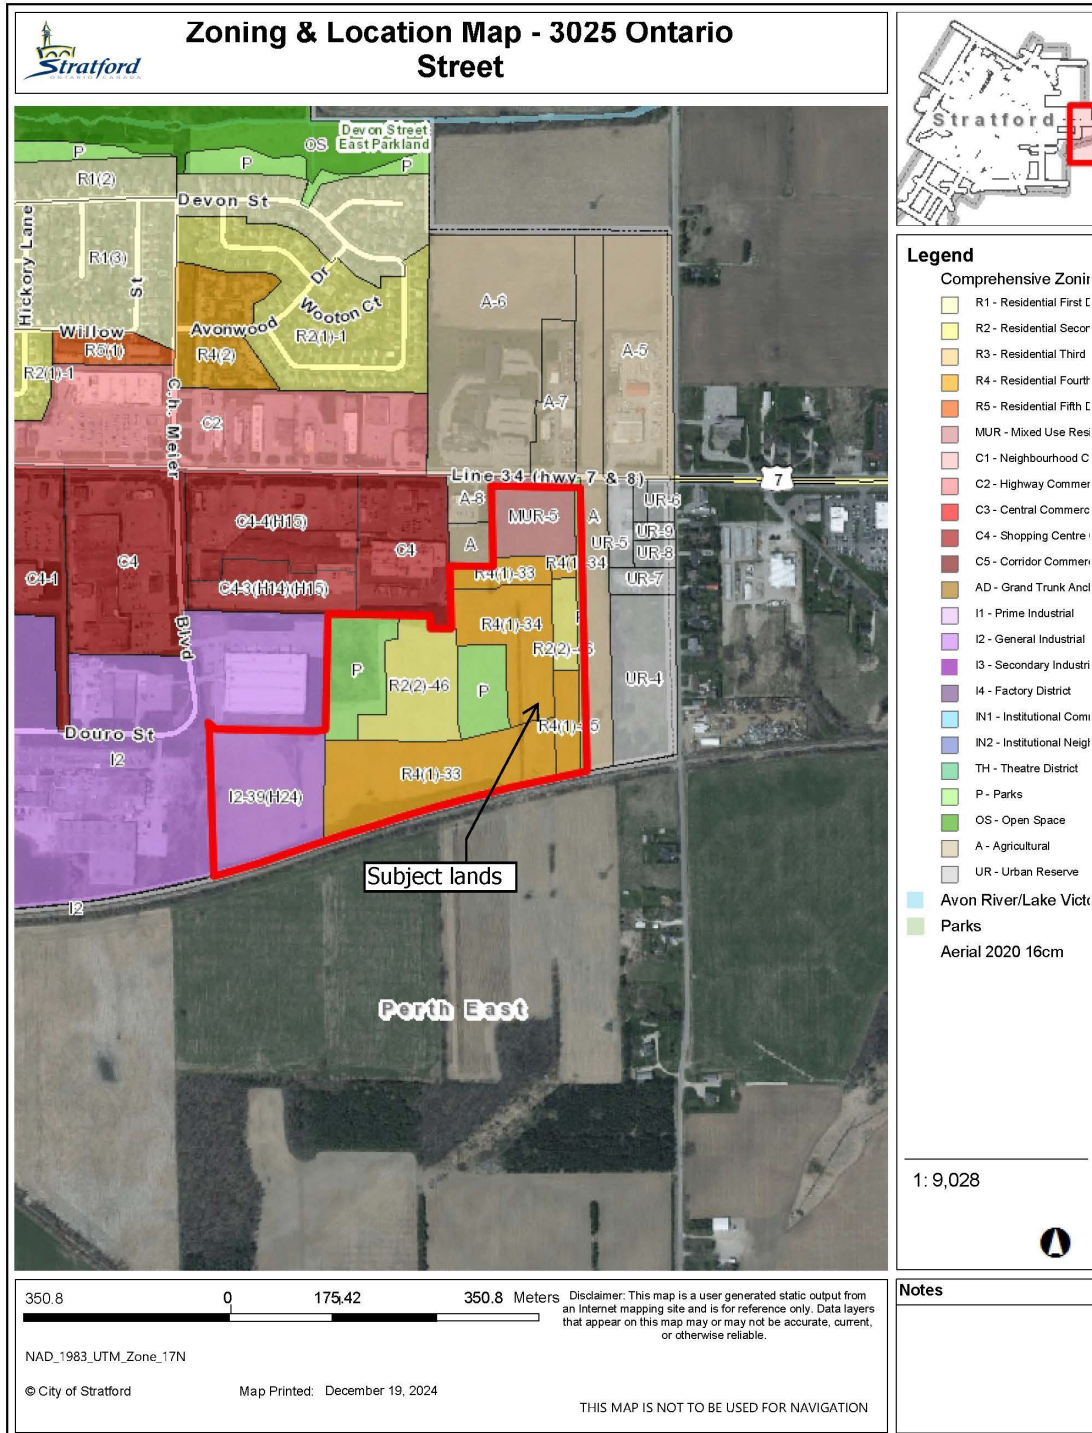 Stratford
ONTARIO CANADA
Zoning & Location Map - 3025 Ontario
Street
Stratford
Devon Street
East Parkland
OS
P
P
P
R1(2)
Devon St
Hickory Lane
R1(3)
St
Dr
Wooton Ct
A-6
Willow
Avonwood
R2(1)-1
A-5
R5(1)
R4(2)
R2(1)-1
C.h. Meier
A-7
C2
Line 34 (hwy 7 & 8)
7
A-8
UR-6
C4-4(H15)
MUR-5
A
UR-9
C4
A
UR-5
UR-8
C4
R4(1)-33
R4(1)-34
C4-1
C4-3(H14)(H15)
UR-7
Blvd
R4(1)-34
P
R2(2)-46
P
R2(2)-46
P
UR-4
Douro St
R4(1)-35
I2
R4(1)-33
I2-39(H24)
Subject lands
I2
Perth East
Legend
Comprehensive Zonin
R1 - Residential First D
R2 - Residential Secon
R3 - Residential Third
R4 - Residential Fourth
R5 - Residential Fifth D
MUR - Mixed Use Resi
C1 - Neighbourhood C
C2 - Highway Commer
C3 - Central Commerc
C4 - Shopping Centre
C5 - Corridor Commer
AD - Grand Trunk Anci
I1 - Prime Industrial
I2 - General Industrial
I3 - Secondary Industri
I4 - Factory District
IN1 - Institutional Com
IN2 - Institutional Neig
TH - Theatre District
P - Parks
OS - Open Space
A - Agricultural
UR - Urban Reserve
Avon River/Lake Victo
Parks
Aerial 2020 16cm
1: 9,028
350.8 0 175.42 350.8 Meters
NAD_1983_UTM_Zone_17N
© City of Stratford
Map Printed: December 19, 2024
Disclaimer: This map is a user generated static output from
an Internet mapping site and is for reference only. Data layers
that appear on this map may or may not be accurate, current,
or otherwise reliable.
THIS MAP IS NOT TO BE USED FOR NAVIGATION
Notes